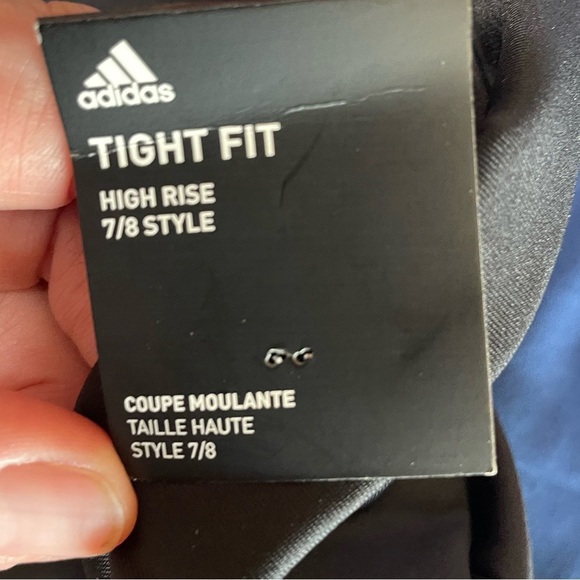 adidas
TIGHT FIT
HIGH RISE
7/8 STYLE
COUPE MOULANTE
TAILLE HAUTE
STYLE 7/8